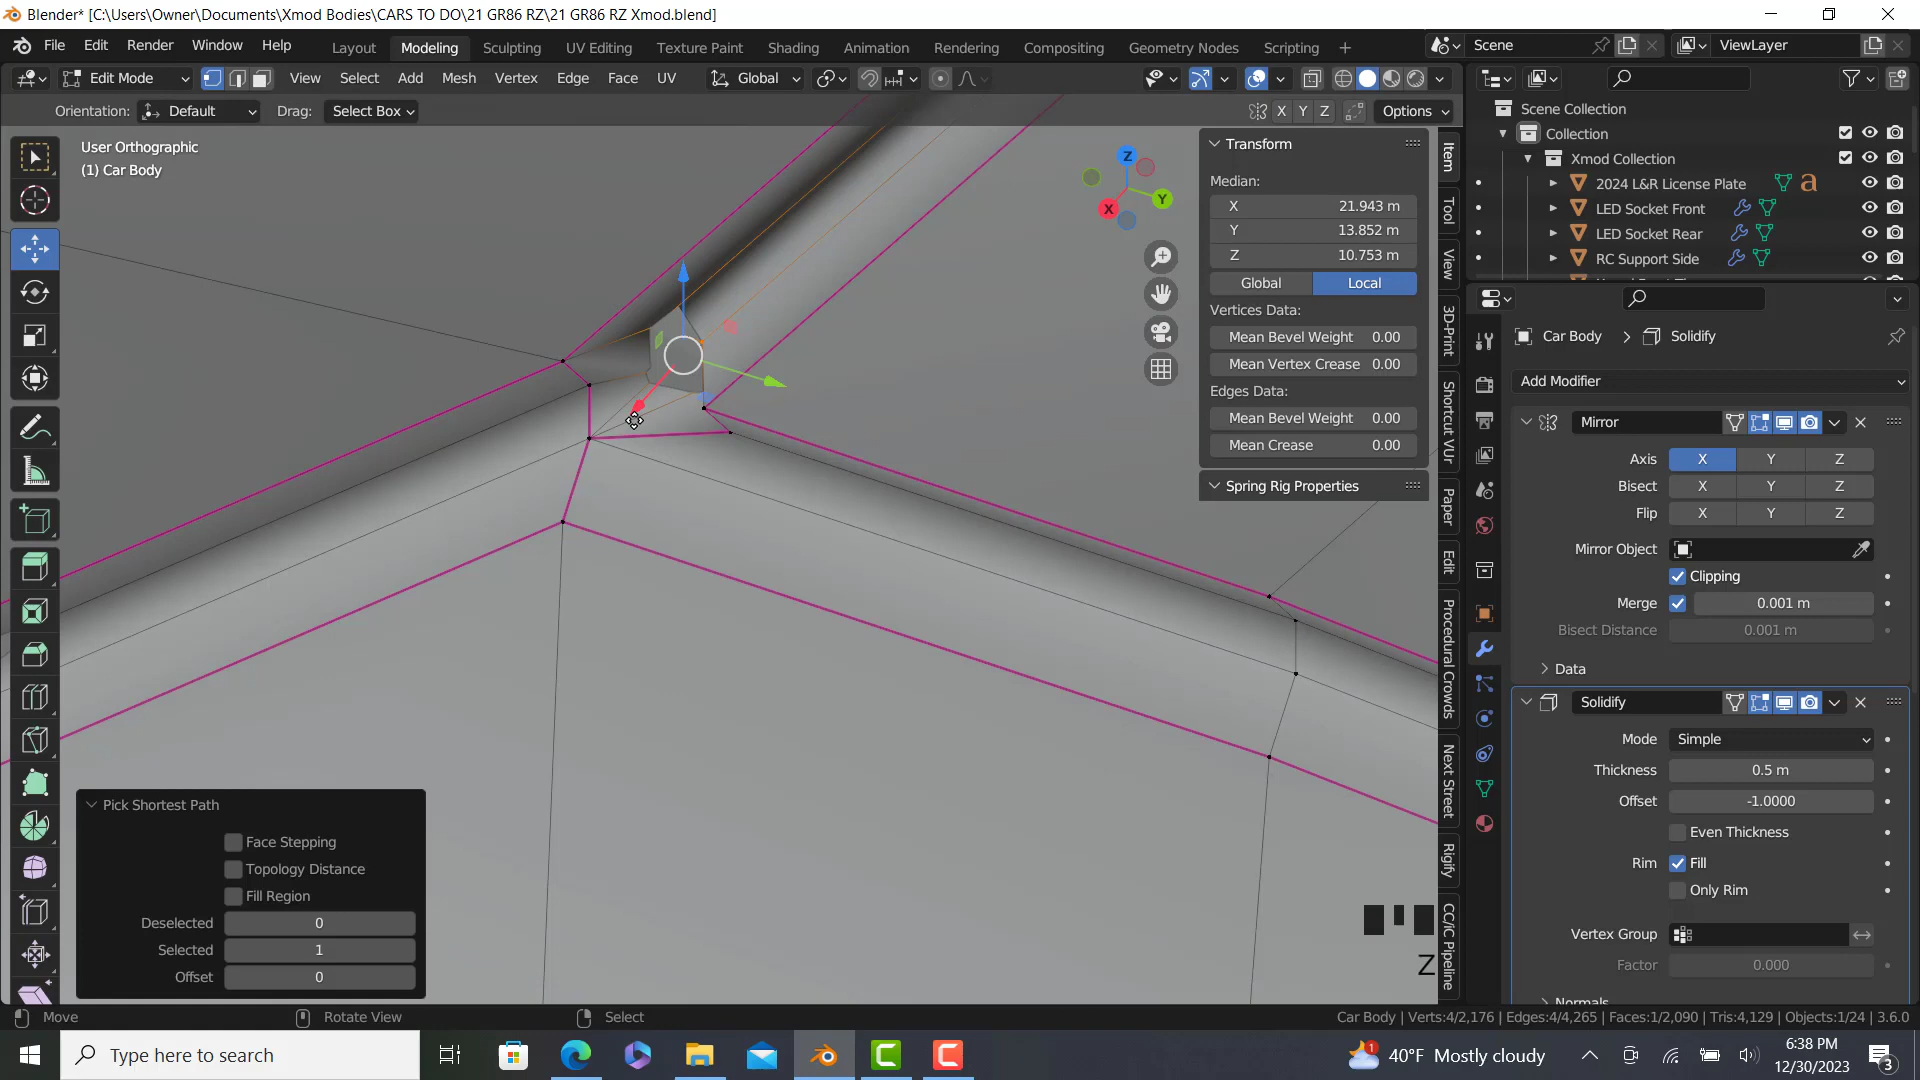 Blender* [C:\Users\Owner\Documents\Xmod Bodies\CARS TO DO\21 GR86 RZ\21 GR86 RZ Xmod.blend]
File Edit Render Window Help Layout Modeling Sculpting UV Editing Texture Paint Shading Animation Rendering Compositing Geometry Nodes Scripting + Scene ViewLayer
Edit Mode View Select Add Mesh Vertex Edge Face UV Global
Orientation: Default Drag: Select Box X Y Z Options
User Orthographic
(1) Car Body
Z
Y
X
Transform
Median:
X 21.943 m
Y 13.852 m
Z 10.753 m
Global Local
Vertices Data:
Mean Bevel Weight 0.00
Mean Vertex Crease 0.00
Edges Data:
Mean Bevel Weight 0.00
Mean Crease 0.00
Spring Rig Properties
Item
Tool
View
3D-Print
Shortcut VUr
Paper
Edit
Procedural Crowds
Next Street
Rigify
CC/iC Pipeline
Scene Collection
Collection
Xmod Collection
2024 L&R License Plate
LED Socket Front
LED Socket Rear
RC Support Side
Car Body > Solidify
Add Modifier
Mirror
Axis X Y Z
Bisect X Y Z
Flip X Y Z
Mirror Object
Clipping
Merge 0.001 m
Bisect Distance 0.001 m
Data
Solidify
Mode Simple
Thickness 0.5 m
Offset -1.0000
Even Thickness
Rim Fill
Only Rim
Vertex Group
Factor 0.000
Normals
Pick Shortest Path
Face Stepping
Topology Distance
Fill Region
Deselected 0
Selected 1
Offset 0
Z
Move Rotate View Select Car Body | Verts:4/2,176 | Edges:4/4,265 | Faces:1/2,090 | Tris:4,129 | Objects:1/24 | 3.6.0
Type here to search
1
40°F Mostly cloudy
6:38 PM
12/30/2023
3